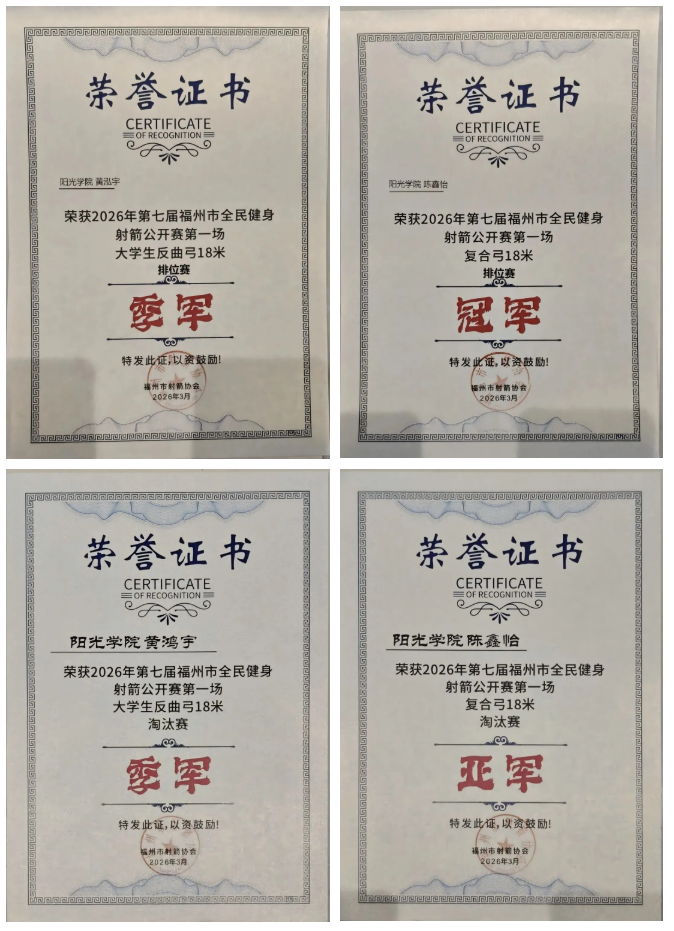 荣誉证书
CERTIFICATE
OF RECOGNITION
阳光学院 黄泓宇
荣获2026年第七届福州市全民健身
射箭公开赛第一场
大学生反曲弓18米
排位赛
季军
特发此证,以资鼓励!
福州市射箭协会
2026年3月
荣誉证书
CERTIFICATE
OF RECOGNITION
阳光学院 陈鑫怡
荣获2026年第七届福州市全民健身
射箭公开赛第一场
复合弓18米
排位赛
冠军
特发此证,以资鼓励!
福州市射箭协会
2026年3月
荣誉证书
CERTIFICATE
OF RECOGNITION
阳光学院 黄鸿宇
荣获2026年第七届福州市全民健身
射箭公开赛第一场
大学生反曲弓18米
淘汰赛
季军
特发此证,以资鼓励!
福州市射箭协会
2026年3月
荣誉证书
CERTIFICATE
OF RECOGNITION
阳光学院 陈鑫怡
荣获2026年第七届福州市全民健身
射箭公开赛第一场
复合弓18米
淘汰赛
亚军
特发此证,以资鼓励!
福州市射箭协会
2026年3月